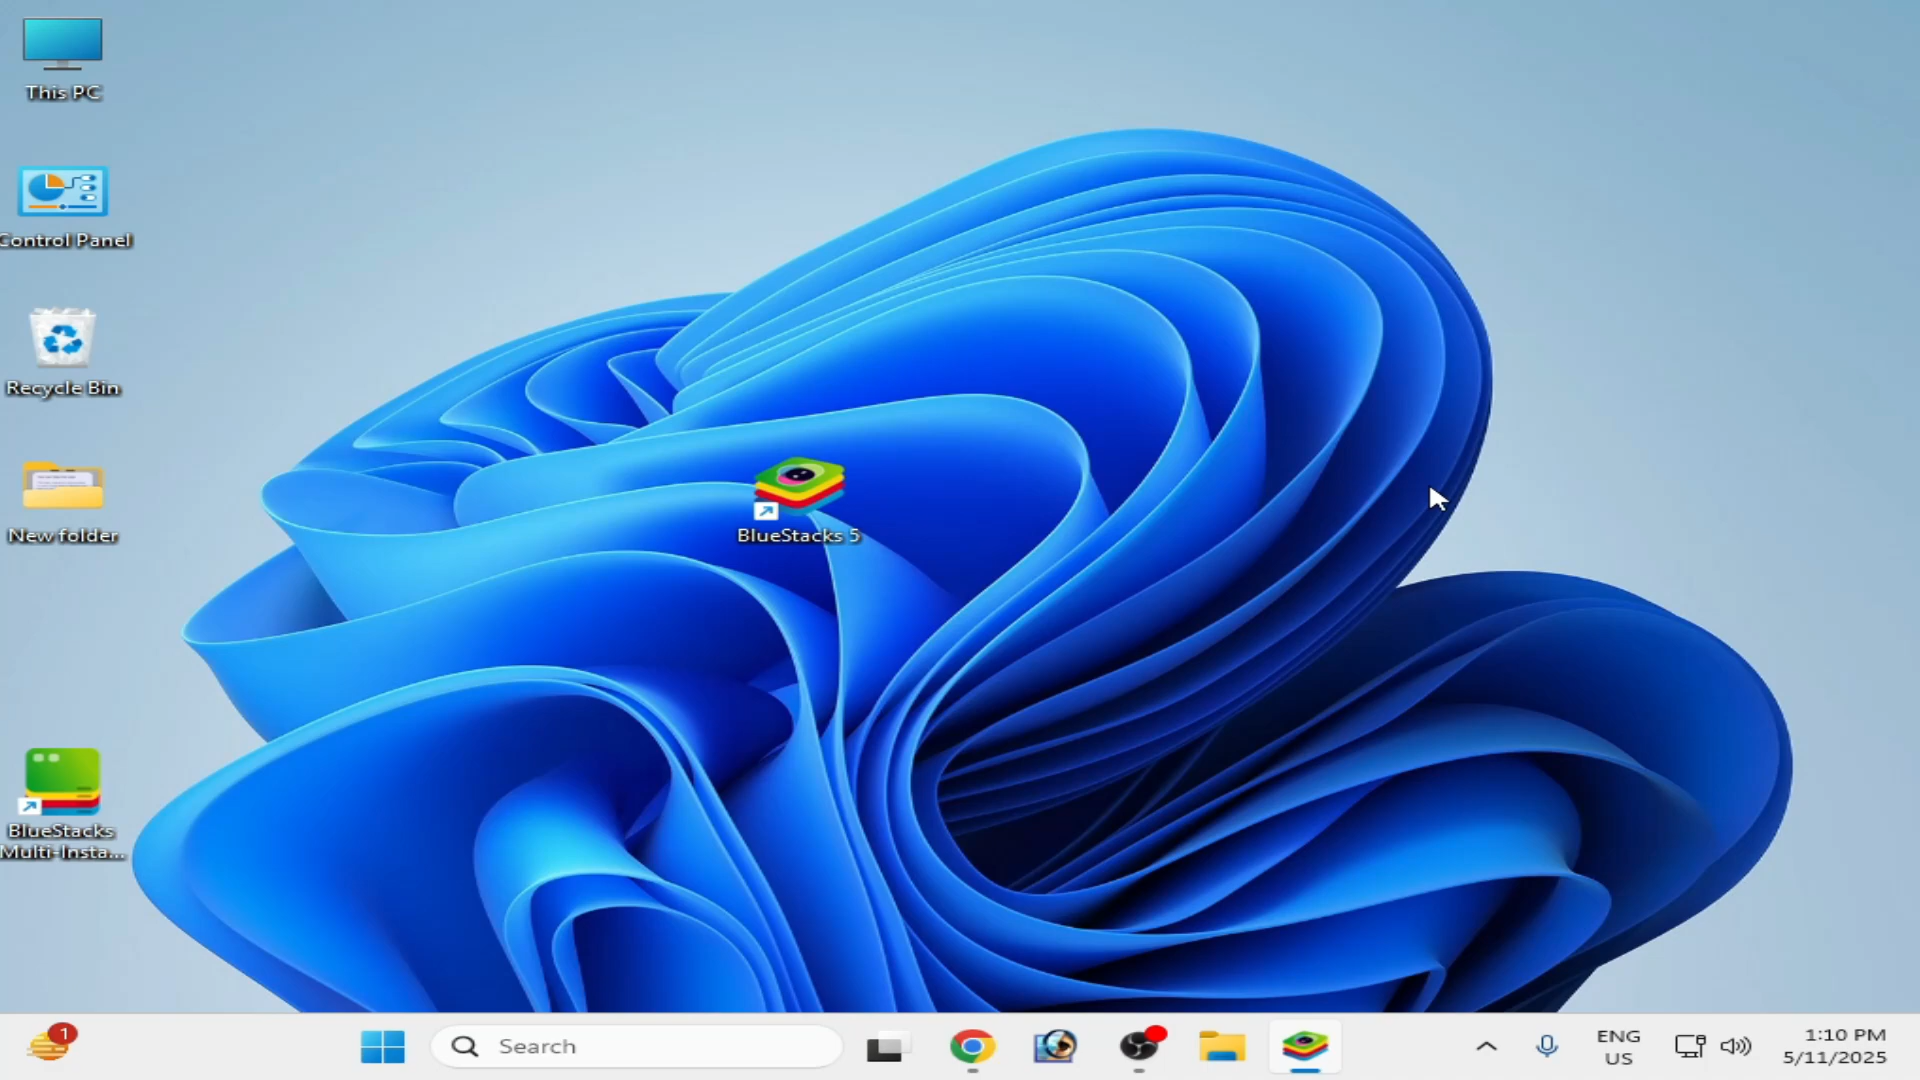 This PC
Control Panel
Recycle Bin
New folder
BlueStacks 5
BlueStacks
Multi-Insta...
1
Search
ENG
US
1:10 PM
5/11/2025